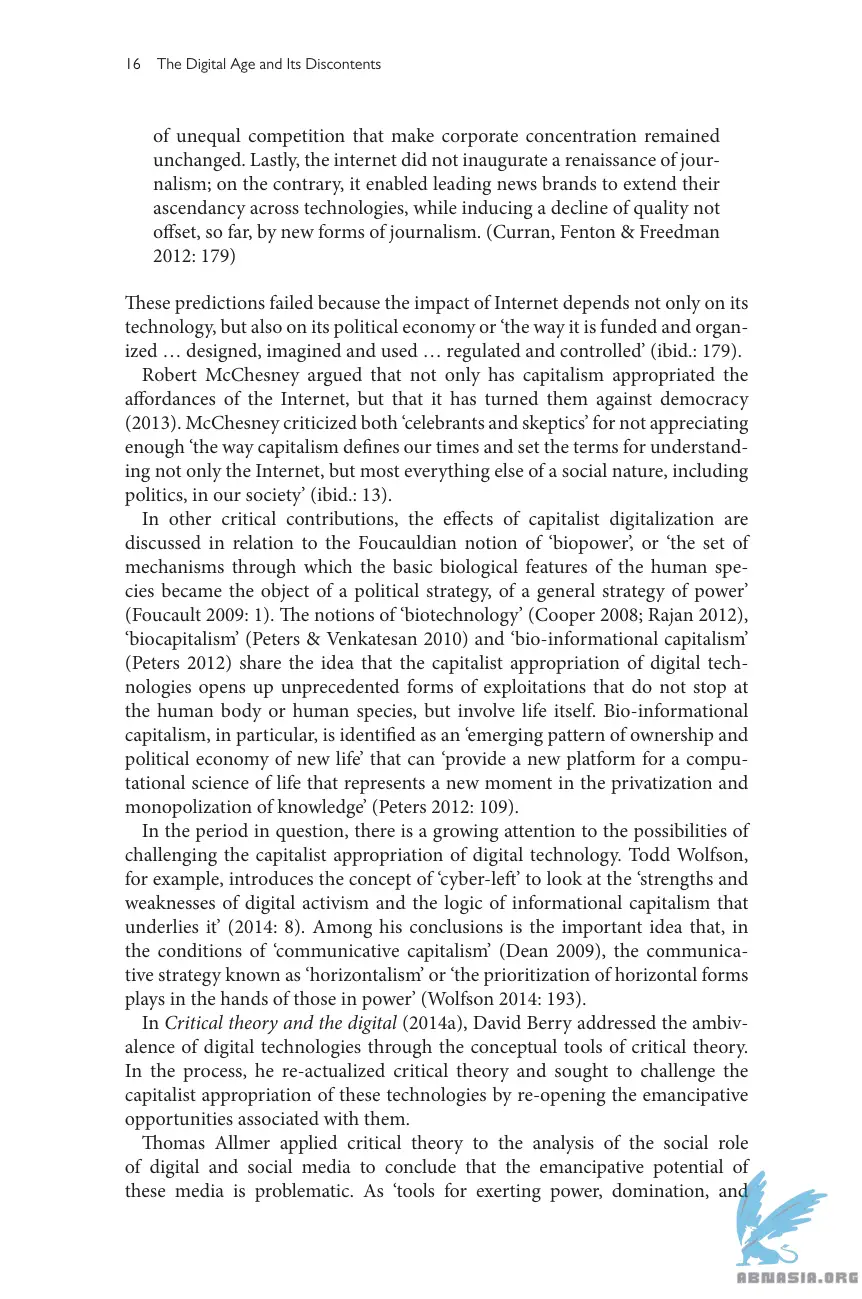 16 The Digital Age and Its Discontents
of unequal competition that make corporate concentration remained
unchanged. Lastly, the internet did not inaugurate a renaissance of jour-
nalism; on the contrary, it enabled leading news brands to extend their
ascendancy across technologies, while inducing a decline of quality not
offset, so far, by new forms of journalism. (Curran, Fenton & Freedman
2012: 179)
These predictions failed because the impact of Internet depends not only on its
technology, but also on its political economy or ‘the way it is funded and organ-
ized … designed, imagined and used … regulated and controlled’ (ibid.: 179).
Robert McChesney argued that not only has capitalism appropriated the
affordances of the Internet, but that it has turned them against democracy
(2013). McChesney criticized both ‘celebrants and skeptics’ for not appreciating
enough ‘the way capitalism defines our times and set the terms for understand-
ing not only the Internet, but most everything else of a social nature, including
politics, in our society’ (ibid.: 13).
In other critical contributions, the effects of capitalist digitalization are
discussed in relation to the Foucauldian notion of ‘biopower’, or ‘the set of
mechanisms through which the basic biological features of the human spe-
cies became the object of a political strategy, of a general strategy of power’
(Foucault 2009: 1). The notions of ‘biotechnology’ (Cooper 2008; Rajan 2012),
‘biocapitalism’ (Peters & Venkatesan 2010) and ‘bio-informational capitalism’
(Peters 2012) share the idea that the capitalist appropriation of digital tech-
nologies opens up unprecedented forms of exploitations that do not stop at
the human body or human species, but involve life itself. Bio-informational
capitalism, in particular, is identified as an ‘emerging pattern of ownership and
political economy of new life’ that can ‘provide a new platform for a compu-
tational science of life that represents a new moment in the privatization and
monopolization of knowledge’ (Peters 2012: 109).
In the period in question, there is a growing attention to the possibilities of
challenging the capitalist appropriation of digital technology. Todd Wolfson,
for example, introduces the concept of ‘cyber-left’ to look at the ‘strengths and
weaknesses of digital activism and the logic of informational capitalism that
underlies it’ (2014: 8). Among his conclusions is the important idea that, in
the conditions of ‘communicative capitalism’ (Dean 2009), the communica-
tive strategy known as ‘horizontalism’ or ‘the prioritization of horizontal forms
plays in the hands of those in power’ (Wolfson 2014: 193).
In Critical theory and the digital (2014a), David Berry addressed the ambiv-
alence of digital technologies through the conceptual tools of critical theory.
In the process, he re-actualized critical theory and sought to challenge the
capitalist appropriation of these technologies by re-opening the emancipative
opportunities associated with them.
Thomas Allmer applied critical theory to the analysis of the social role
of digital and social media to conclude that the emancipative potential of
these media is problematic. As ‘tools for exerting power, domination, and
ABNASIA.ORG